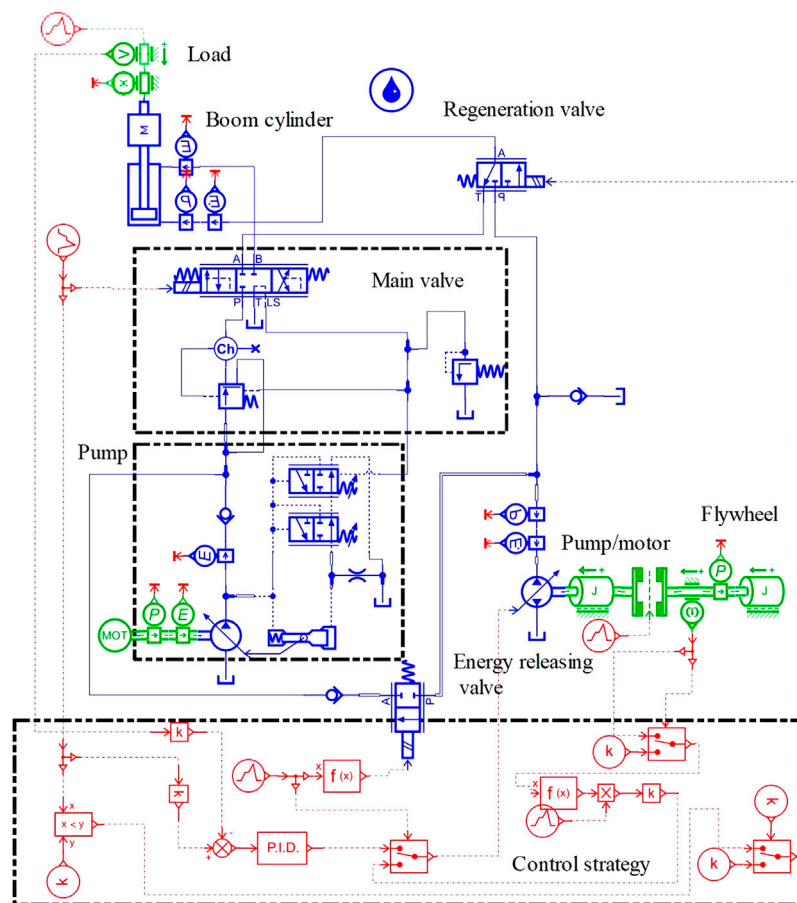 Load
V
x
Regeneration valve
Boom cylinder
M
E
A
P
E
T P
A B
Main valve
P T LS
Ch
Pump
P
Flywheel
E
E
Pump/motor
P
P
E
J
J
MOT
ω
Energy releasing
valve
A
P
k
k
x
f(x)
x
f(x)
k
k
k
x
x < y
y
-
+
P.I.D.
k
Control strategy
k